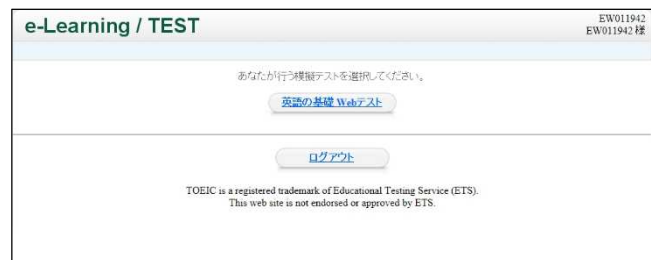 e-Learning / TEST
EW011942
EW011942 様
あなたが行う模擬テストを選択してください。
英語の基礎 Webテスト
ログアウト
TOEIC is a registered trademark of Educational Testing Service (ETS).
This web site is not endorsed or approved by ETS.